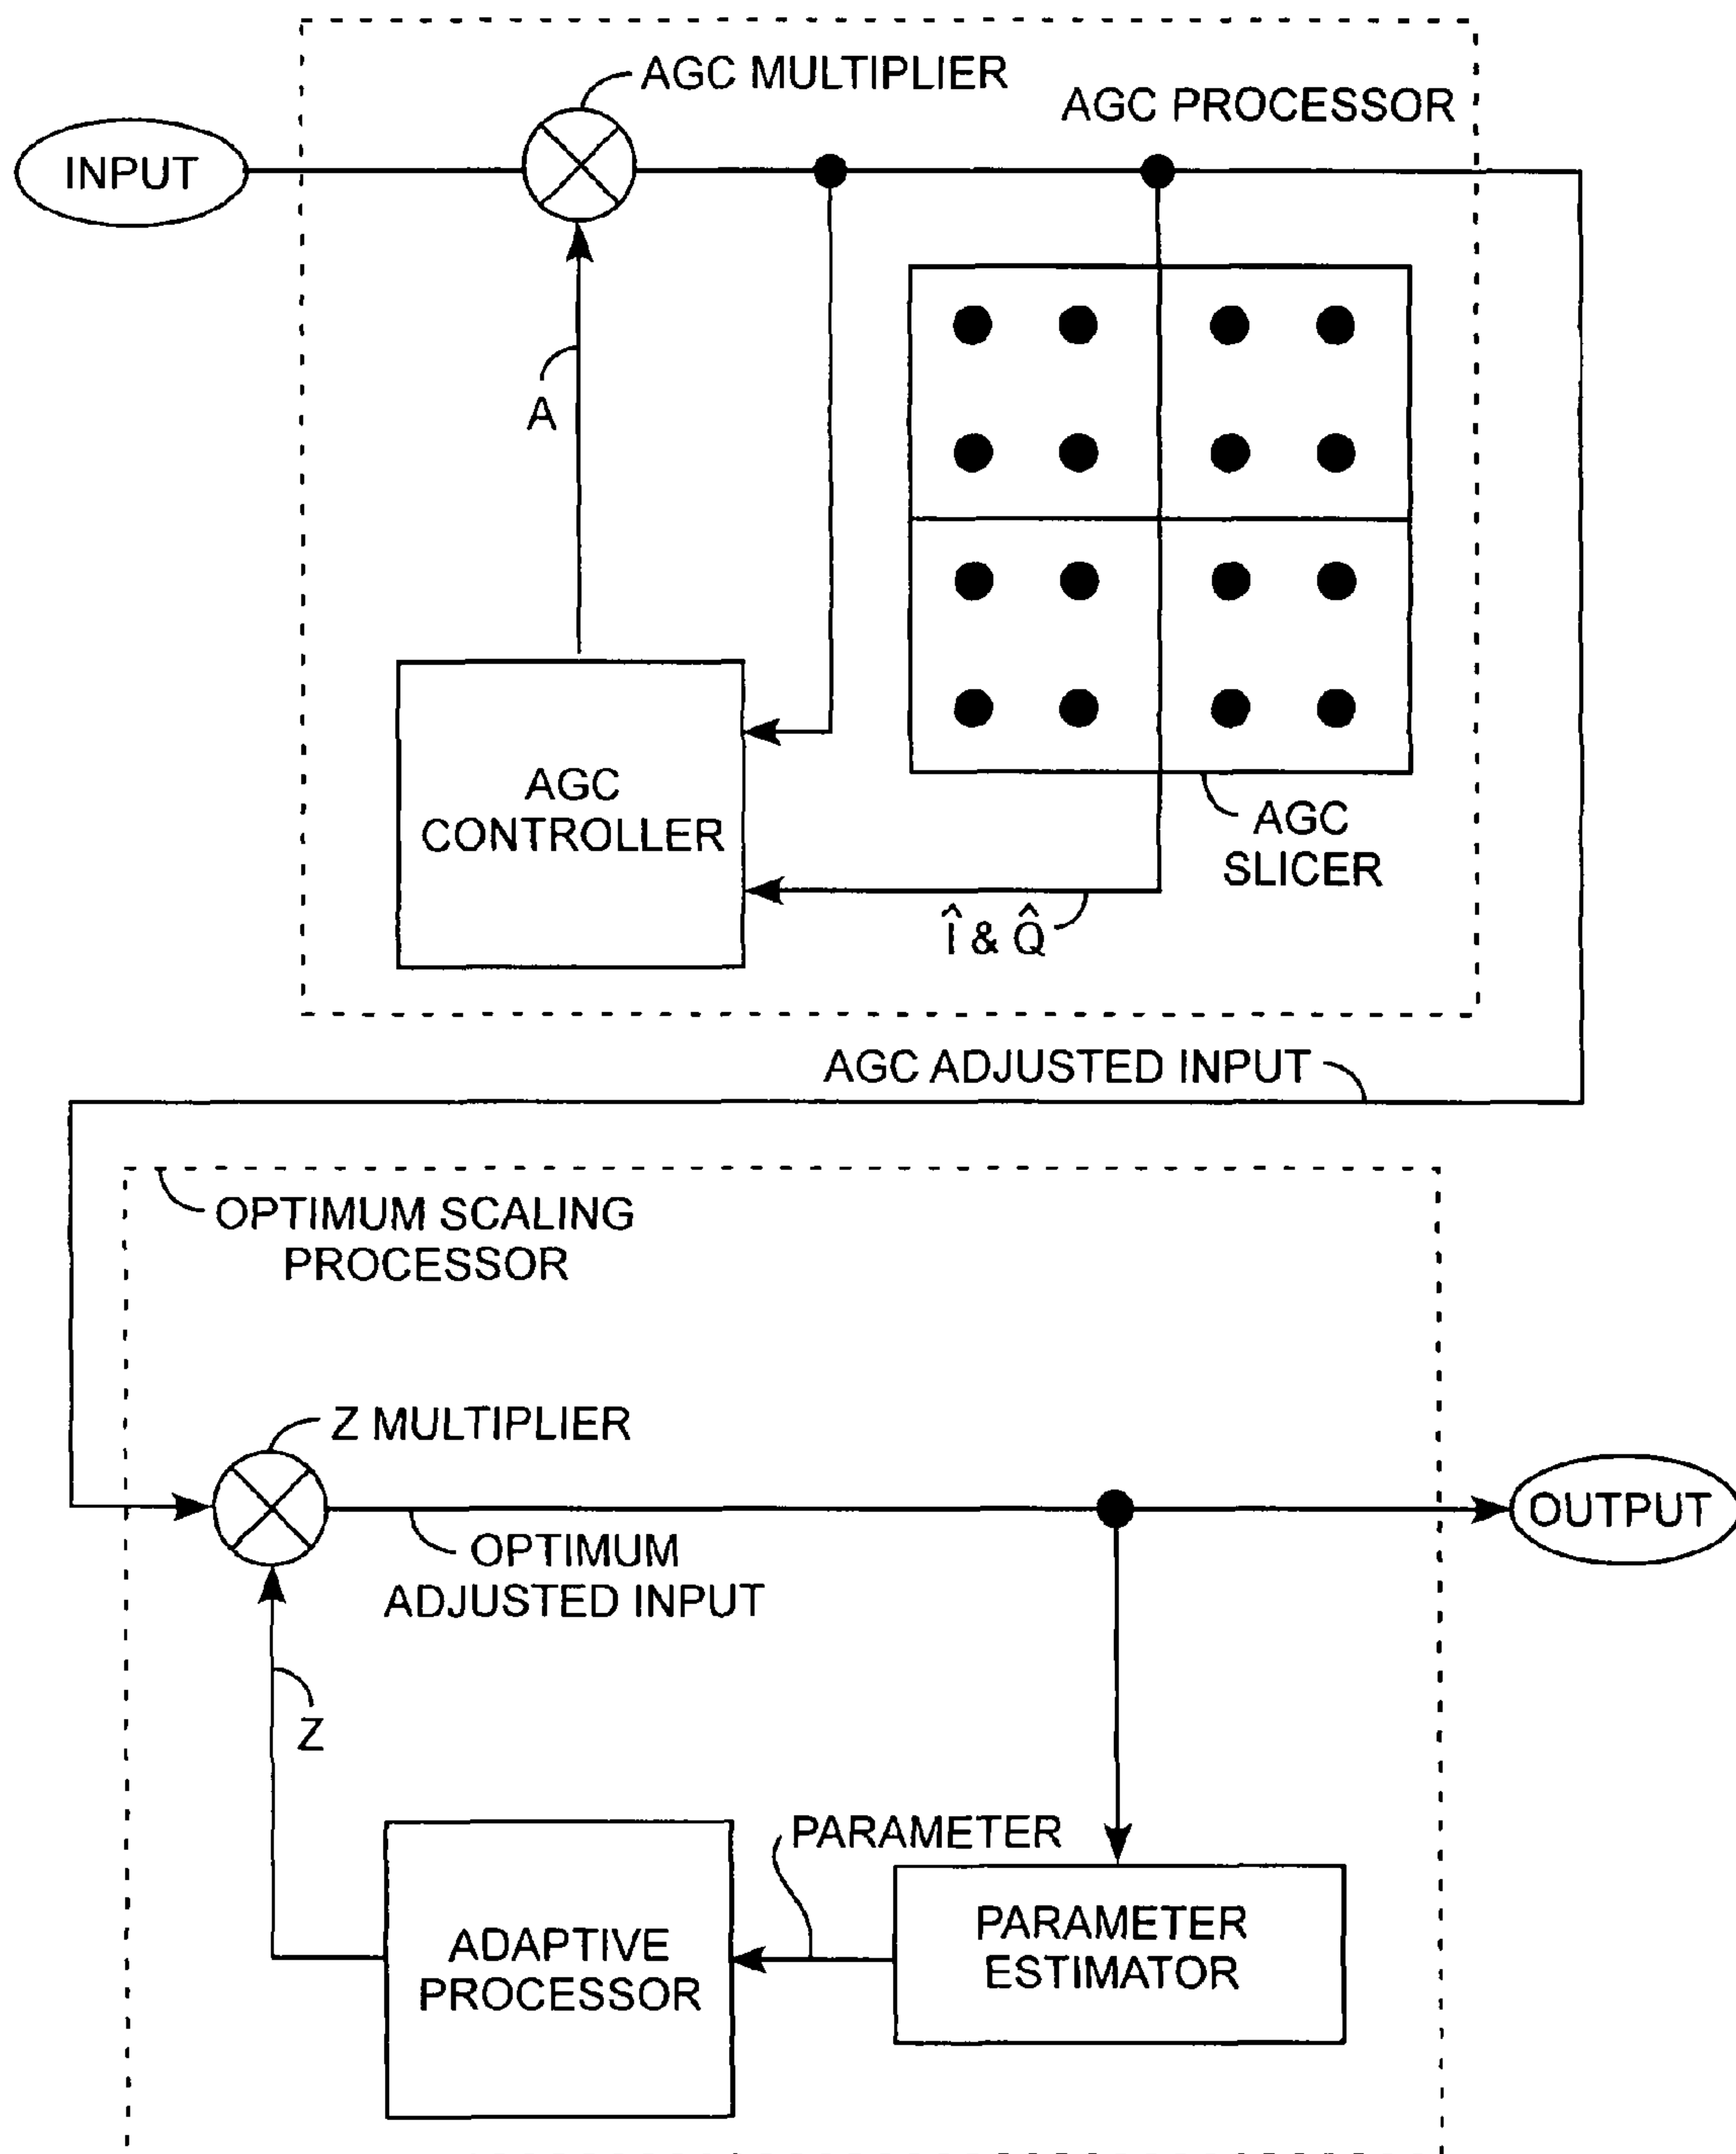 AGC MULTIPLIER
AGC PROCESSOR
INPUT
A
AGC
CONTROLLER
AGC
SLICER
Î & Q̂
AGC ADJUSTED INPUT
OPTIMUM SCALING
PROCESSOR
Z MULTIPLIER
OPTIMUM
ADJUSTED INPUT
OUTPUT
Z
PARAMETER
ADAPTIVE
PROCESSOR
PARAMETER
ESTIMATOR